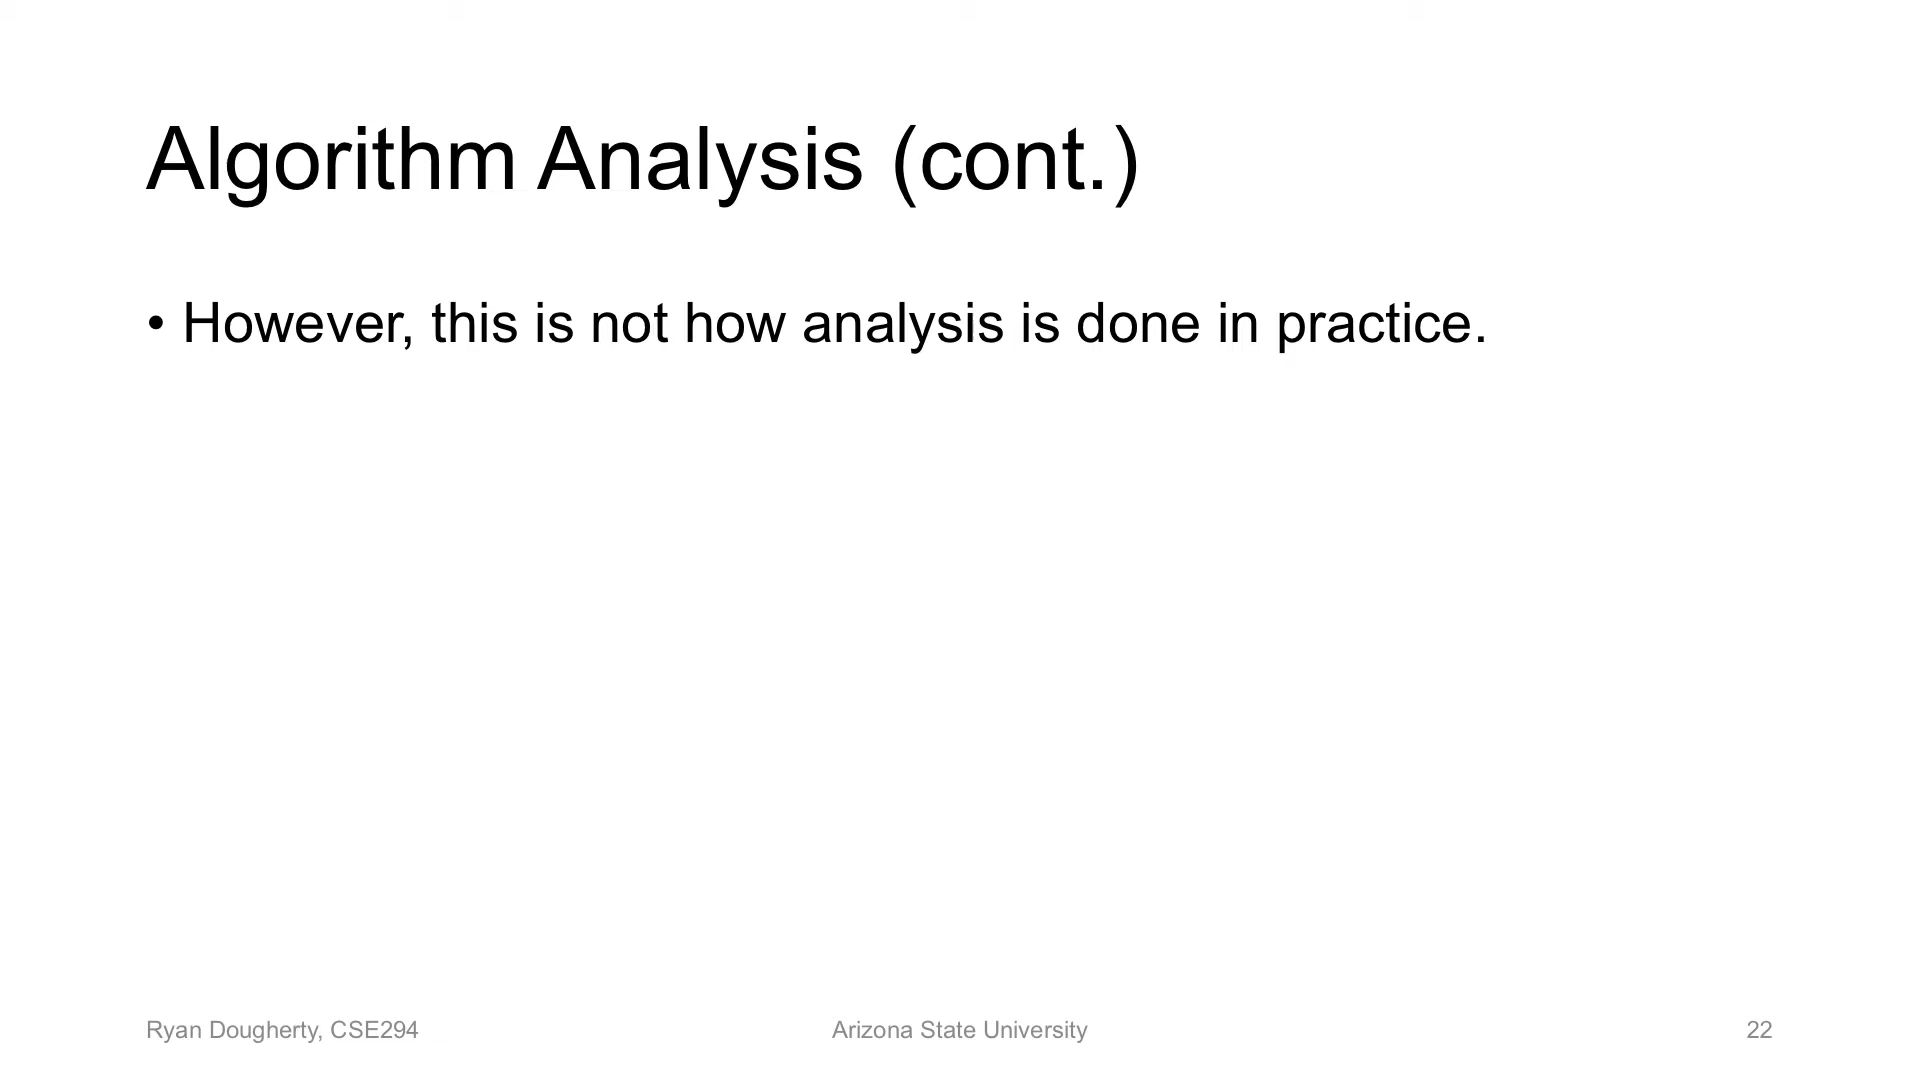 Algorithm Analysis (cont.)
• However, this is not how analysis is done in practice.
Ryan Dougherty, CSE294
Arizona State University
22